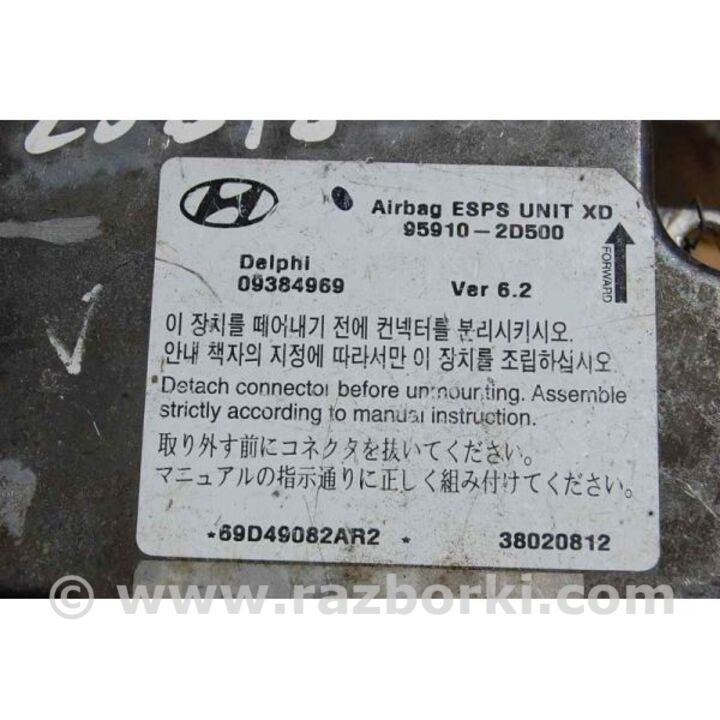 Airbag ESPS UNIT XD
95910-2D500
FORWARD
Delphi
09384969
Ver 6.2
이 장치를 떼어내기 전에 컨넥터를 분리시키시오.
안내 책자의 지정에 따라서만 이 장치를 조립하십시오.
Detach connector before unmounting. Assemble
strictly according to manual instruction.
取り外す前にコネクタを抜いてください。
マニュアルの指示通りに正しく組み付けてください。
*69D49082AR2 *
38020812
© www.razborki.com